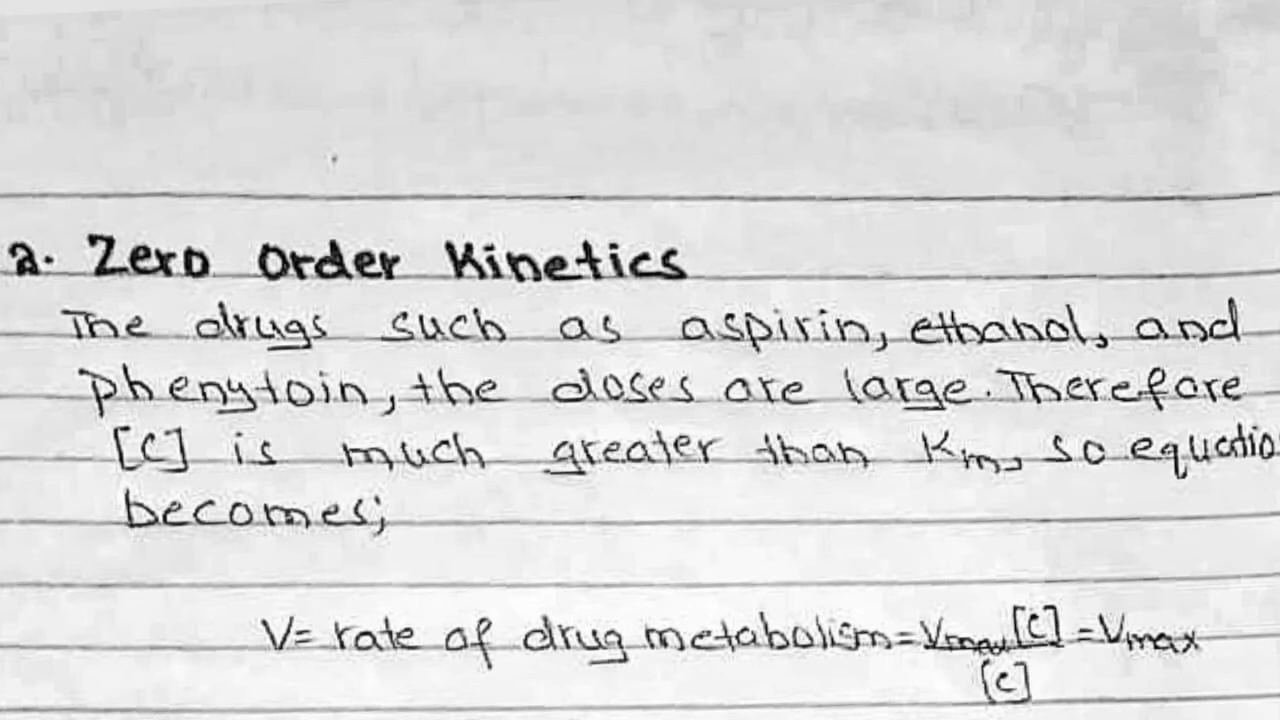 2. Zero Order Kinetics
The drugs such as aspirin, ethanol, and
phenytoin, the doses are large. Therefore
[C] is much greater than Km, so equatio
becomes;
V= rate of drug metabolism = Vmax [C] = Vmax
[C]